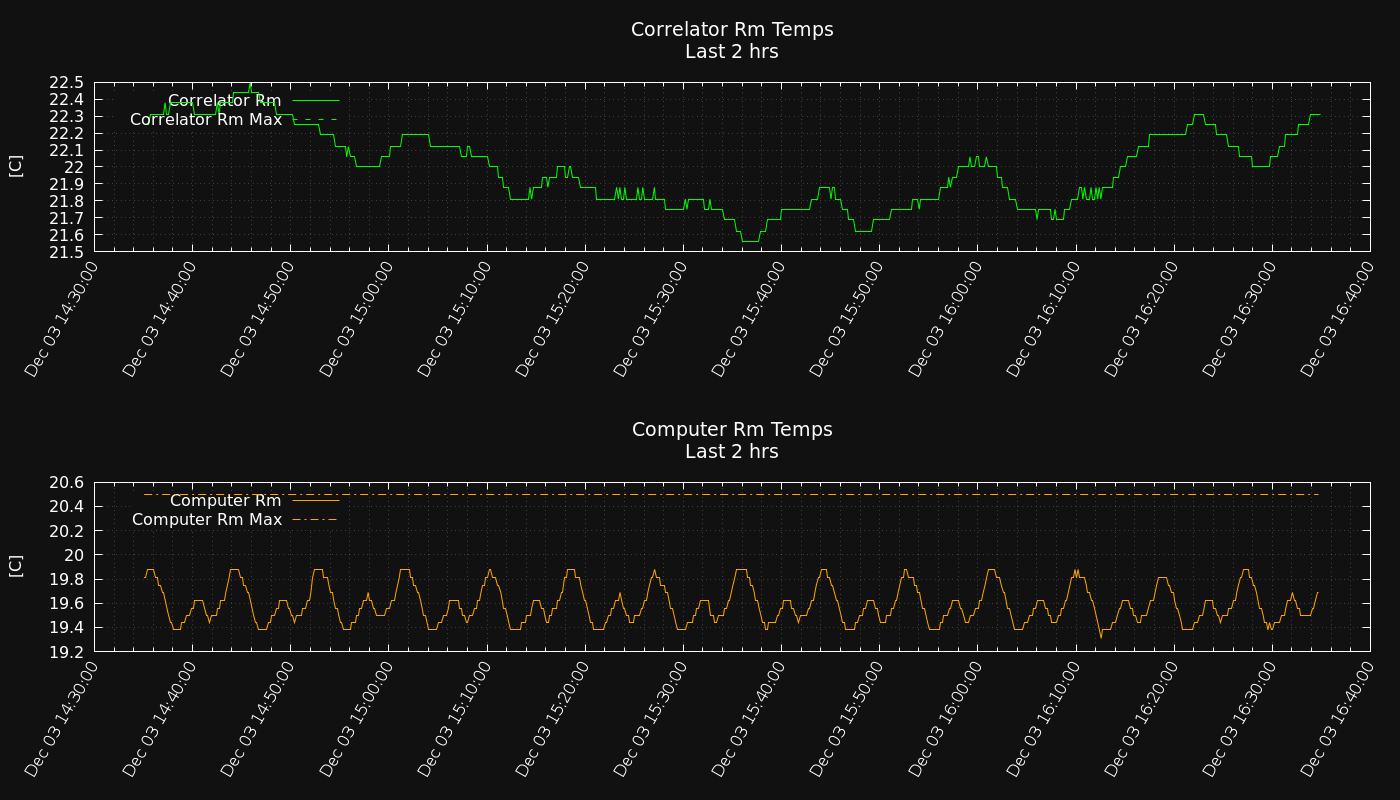 Correlator Rm Temps
Last 2 hrs
22.5
22.4
22.3
22.2
22.1
22
21.9
21.8
21.7
21.6
21.5
[C]
Correlator Rm
Correlator Rm Max
Dec 03 14:30:00
Dec 03 14:40:00
Dec 03 14:50:00
Dec 03 15:00:00
Dec 03 15:10:00
Dec 03 15:20:00
Dec 03 15:30:00
Dec 03 15:40:00
Dec 03 15:50:00
Dec 03 16:00:00
Dec 03 16:10:00
Dec 03 16:20:00
Dec 03 16:30:00
Dec 03 16:40:00
Computer Rm Temps
Last 2 hrs
20.6
20.4
20.2
20
19.8
19.6
19.4
19.2
[C]
Computer Rm
Computer Rm Max
Dec 03 14:30:00
Dec 03 14:40:00
Dec 03 14:50:00
Dec 03 15:00:00
Dec 03 15:10:00
Dec 03 15:20:00
Dec 03 15:30:00
Dec 03 15:40:00
Dec 03 15:50:00
Dec 03 16:00:00
Dec 03 16:10:00
Dec 03 16:20:00
Dec 03 16:30:00
Dec 03 16:40:00